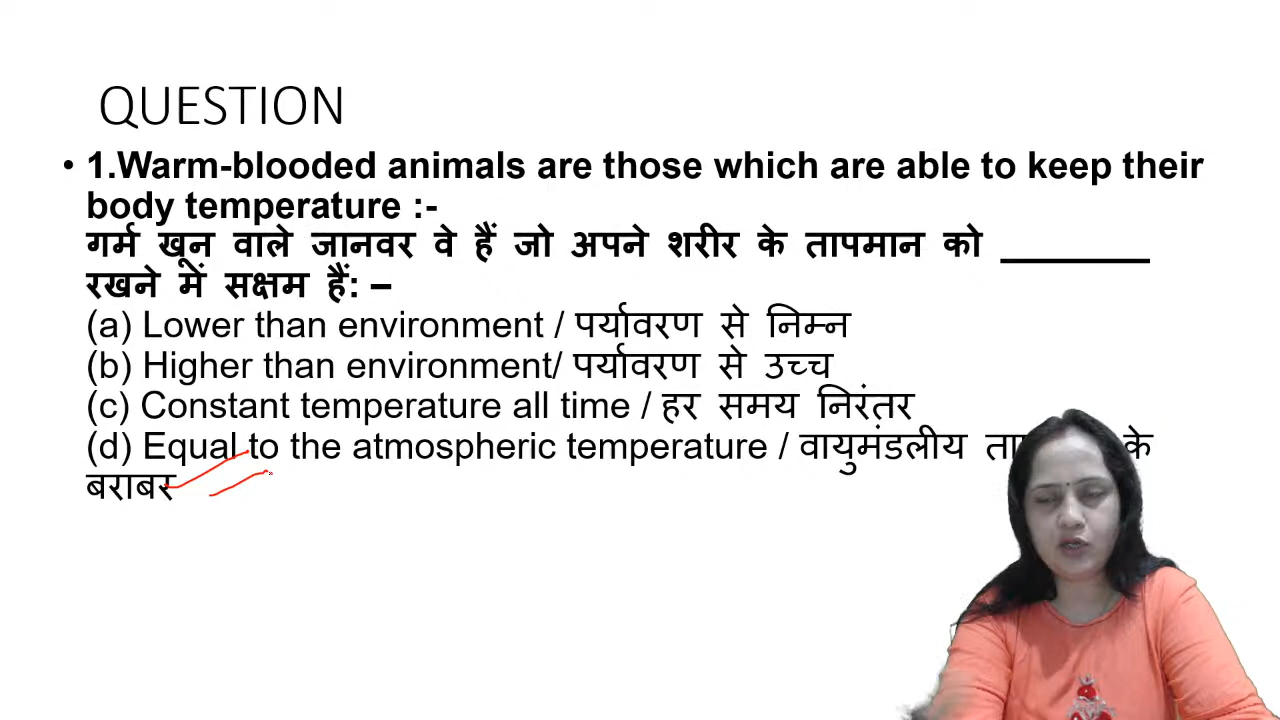 QUESTION
• 1.Warm-blooded animals are those which are able to keep their
body temperature :-
गर्म खून वाले जानवर वे हैं जो अपने शरीर के तापमान को ________
रखने में सक्षम हैं: –
(a) Lower than environment / पर्यावरण से निम्न
(b) Higher than environment/ पर्यावरण से उच्च
(c) Constant temperature all time / हर समय निरंतर
(d) Equal to the atmospheric temperature / वायुमंडलीय के
बराबर